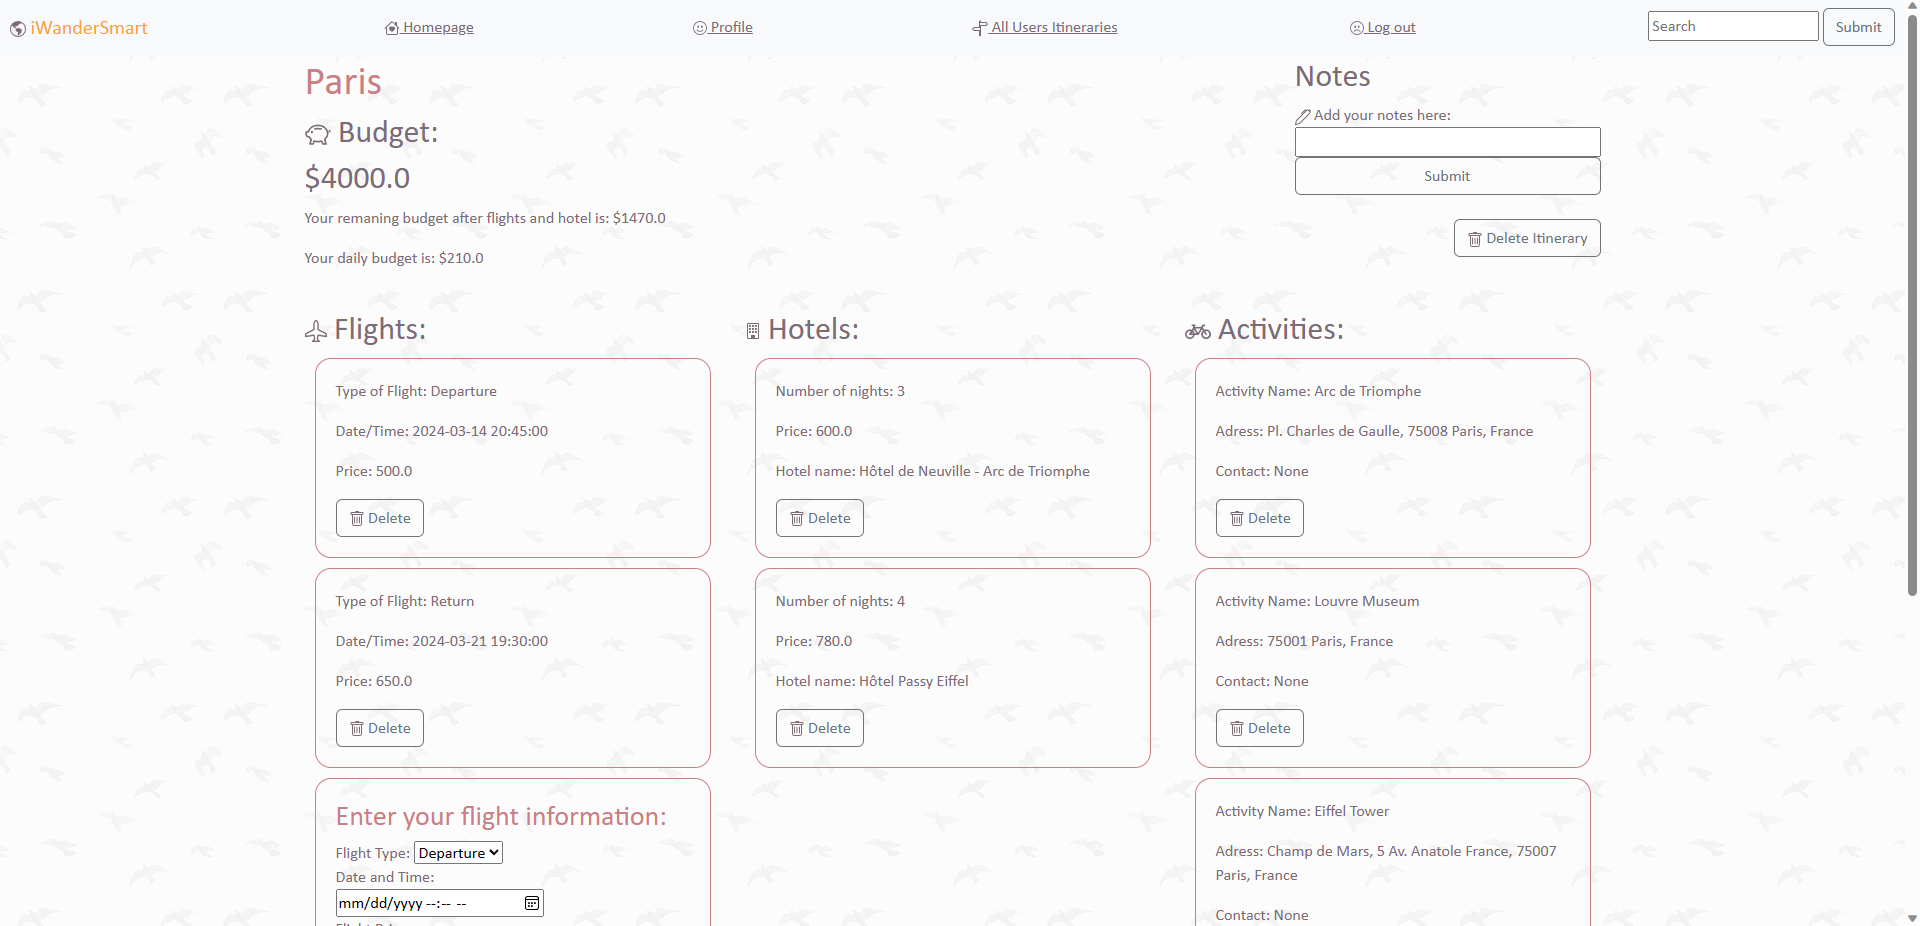 iWanderSmart
Homepage
Profile
All Users Itineraries
Log out
Search
Submit
Paris
Budget:
$4000.0
Your remaning budget after flights and hotel is: $1470.0
Your daily budget is: $210.0
Notes
Add your notes here:
Submit
Delete Itinerary
Flights:
Type of Flight: Departure
Date/Time: 2024-03-14 20:45:00
Price: 500.0
Delete
Type of Flight: Return
Date/Time: 2024-03-21 19:30:00
Price: 650.0
Delete
Enter your flight information:
Flight Type: Departure
Date and Time:
mm/dd/yyyy --:-- --
Hotels:
Number of nights: 3
Price: 600.0
Hotel name: Hôtel de Neuville - Arc de Triomphe
Delete
Number of nights: 4
Price: 780.0
Hotel name: Hôtel Passy Eiffel
Delete
Activities:
Activity Name: Arc de Triomphe
Adress: Pl. Charles de Gaulle, 75008 Paris, France
Contact: None
Delete
Activity Name: Louvre Museum
Adress: 75001 Paris, France
Contact: None
Delete
Activity Name: Eiffel Tower
Adress: Champ de Mars, 5 Av. Anatole France, 75007
Paris, France
Contact: None